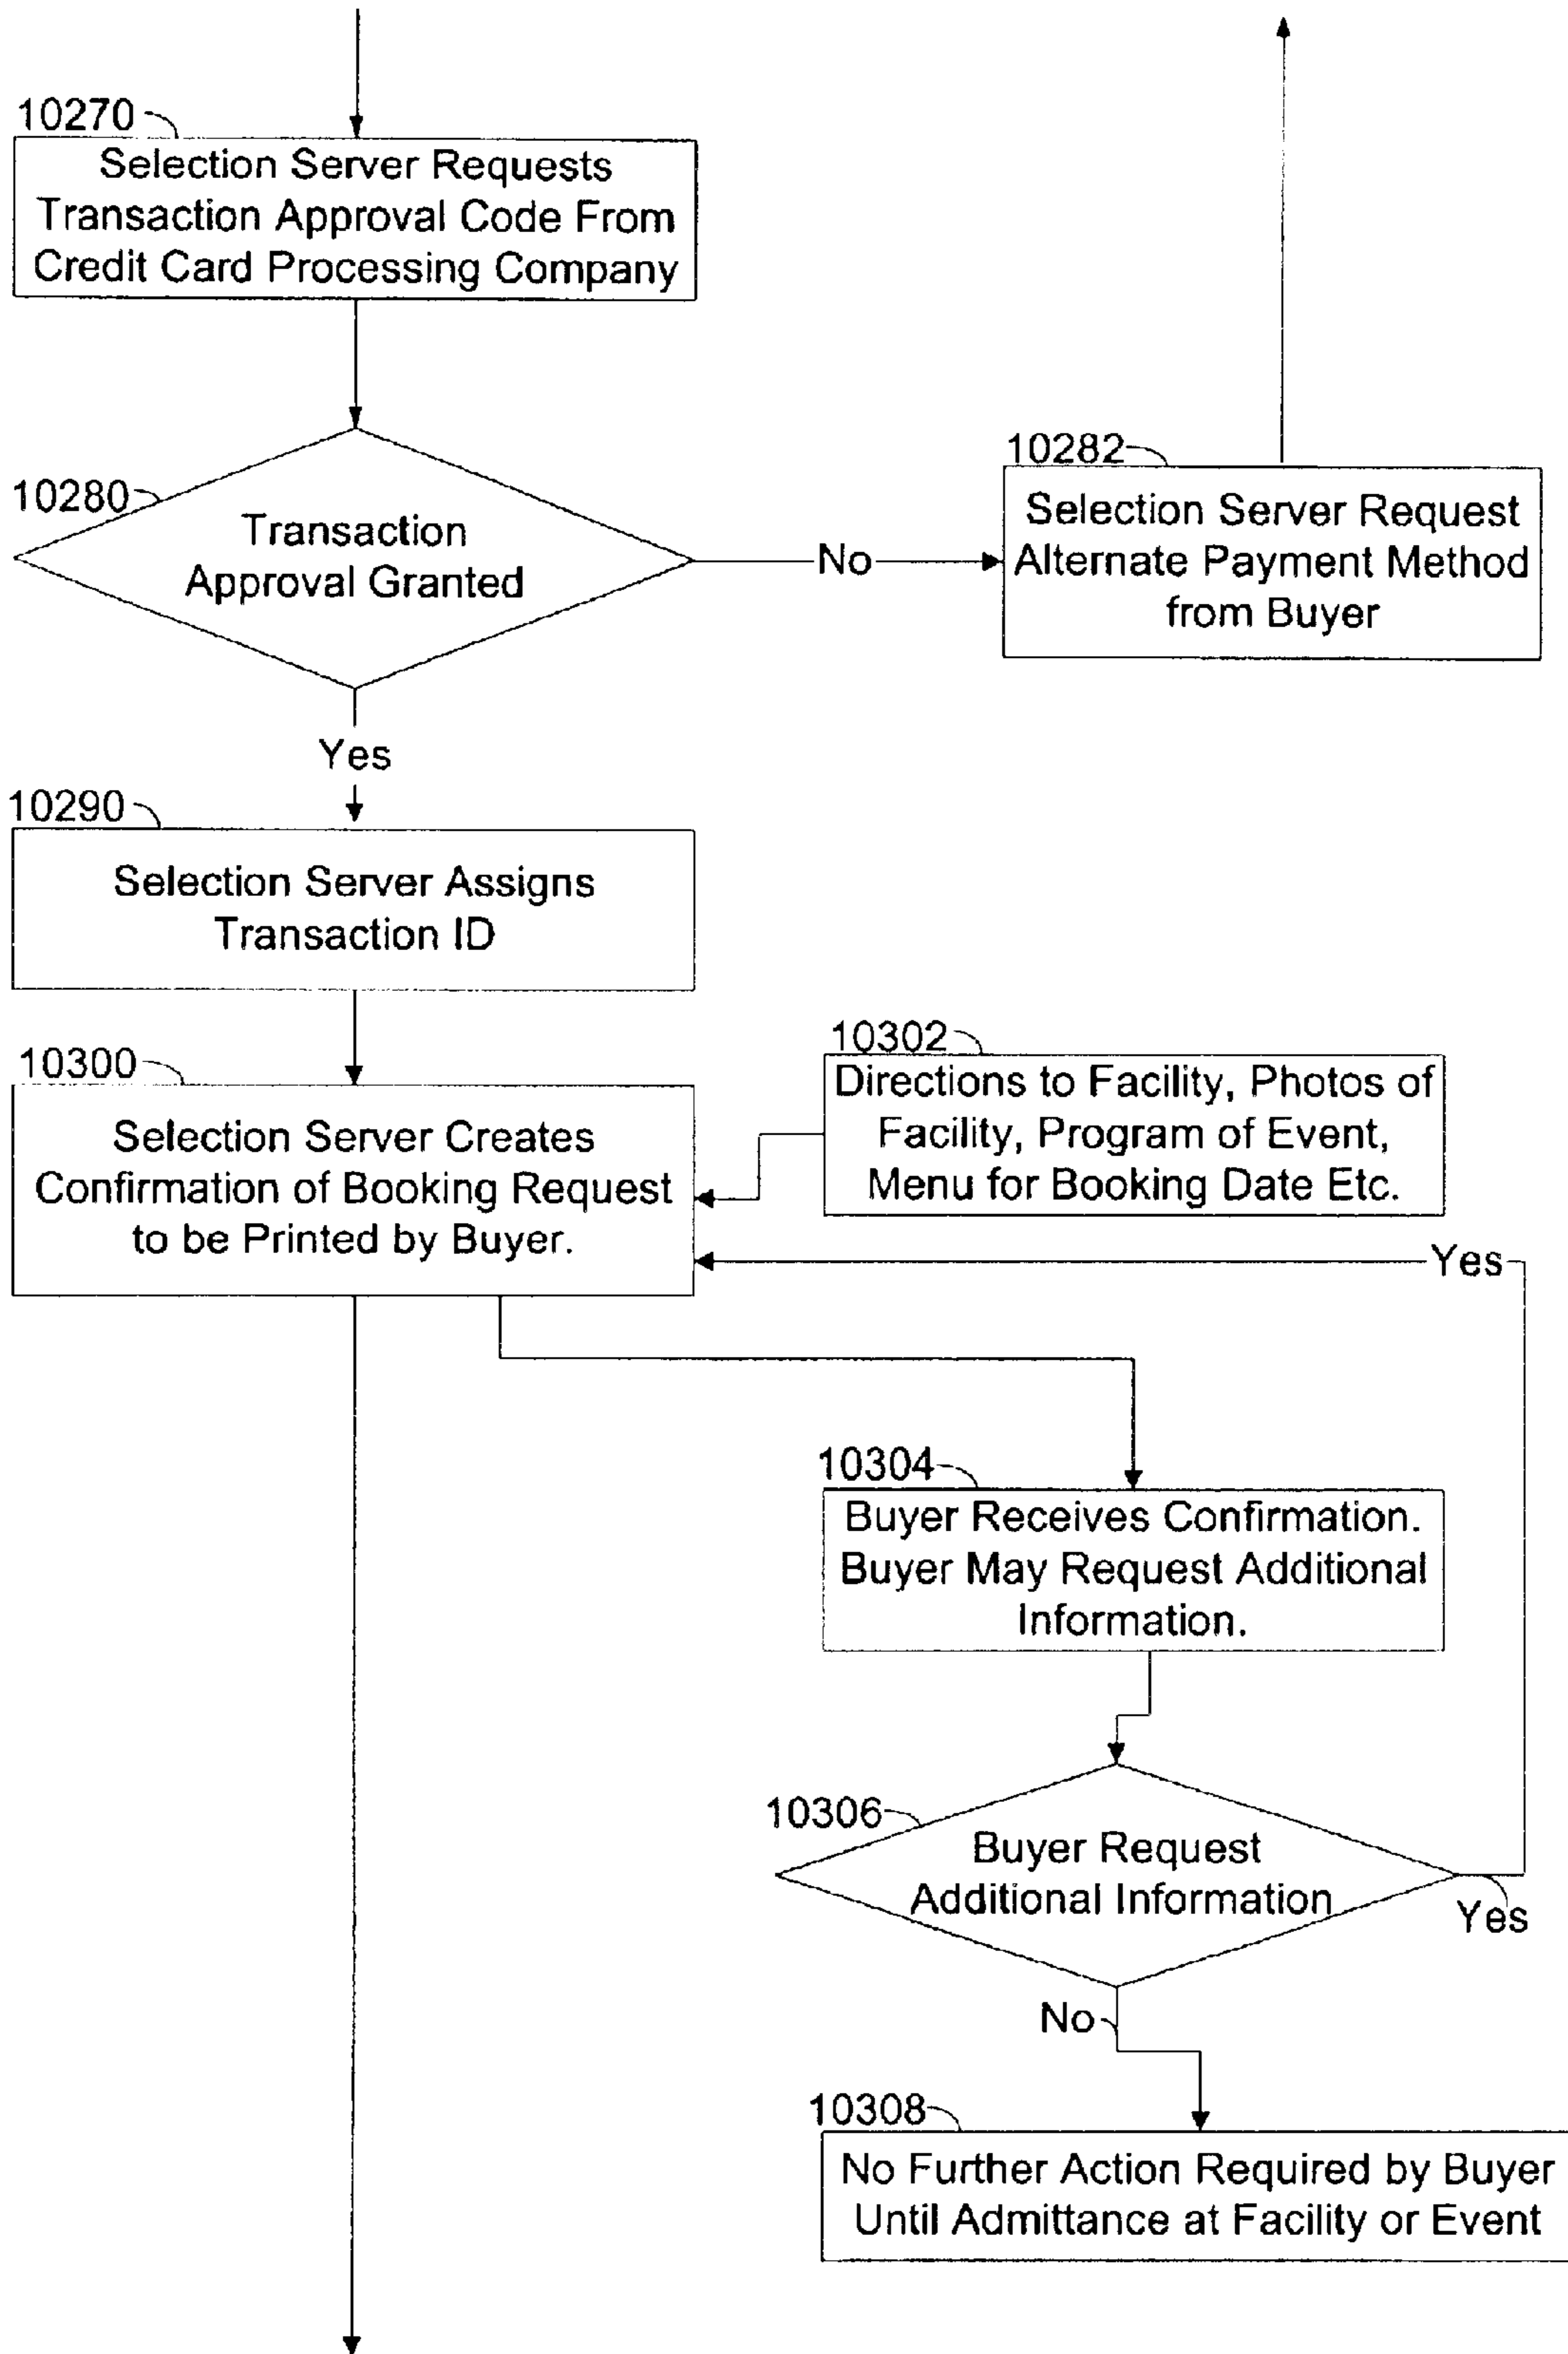 10270
Selection Server Requests
Transaction Approval Code From
Credit Card Processing Company
10280
Transaction
Approval Granted
No
10282
Selection Server Request
Alternate Payment Method
from Buyer
Yes
10290
Selection Server Assigns
Transaction ID
10300
Selection Server Creates
Confirmation of Booking Request
to be Printed by Buyer.
10302
Directions to Facility, Photos of
Facility, Program of Event,
Menu for Booking Date Etc.
Yes
10304
Buyer Receives Confirmation.
Buyer May Request Additional
Information.
10306
Buyer Request
Additional Information
Yes
No
10308
No Further Action Required by Buyer
Until Admittance at Facility or Event